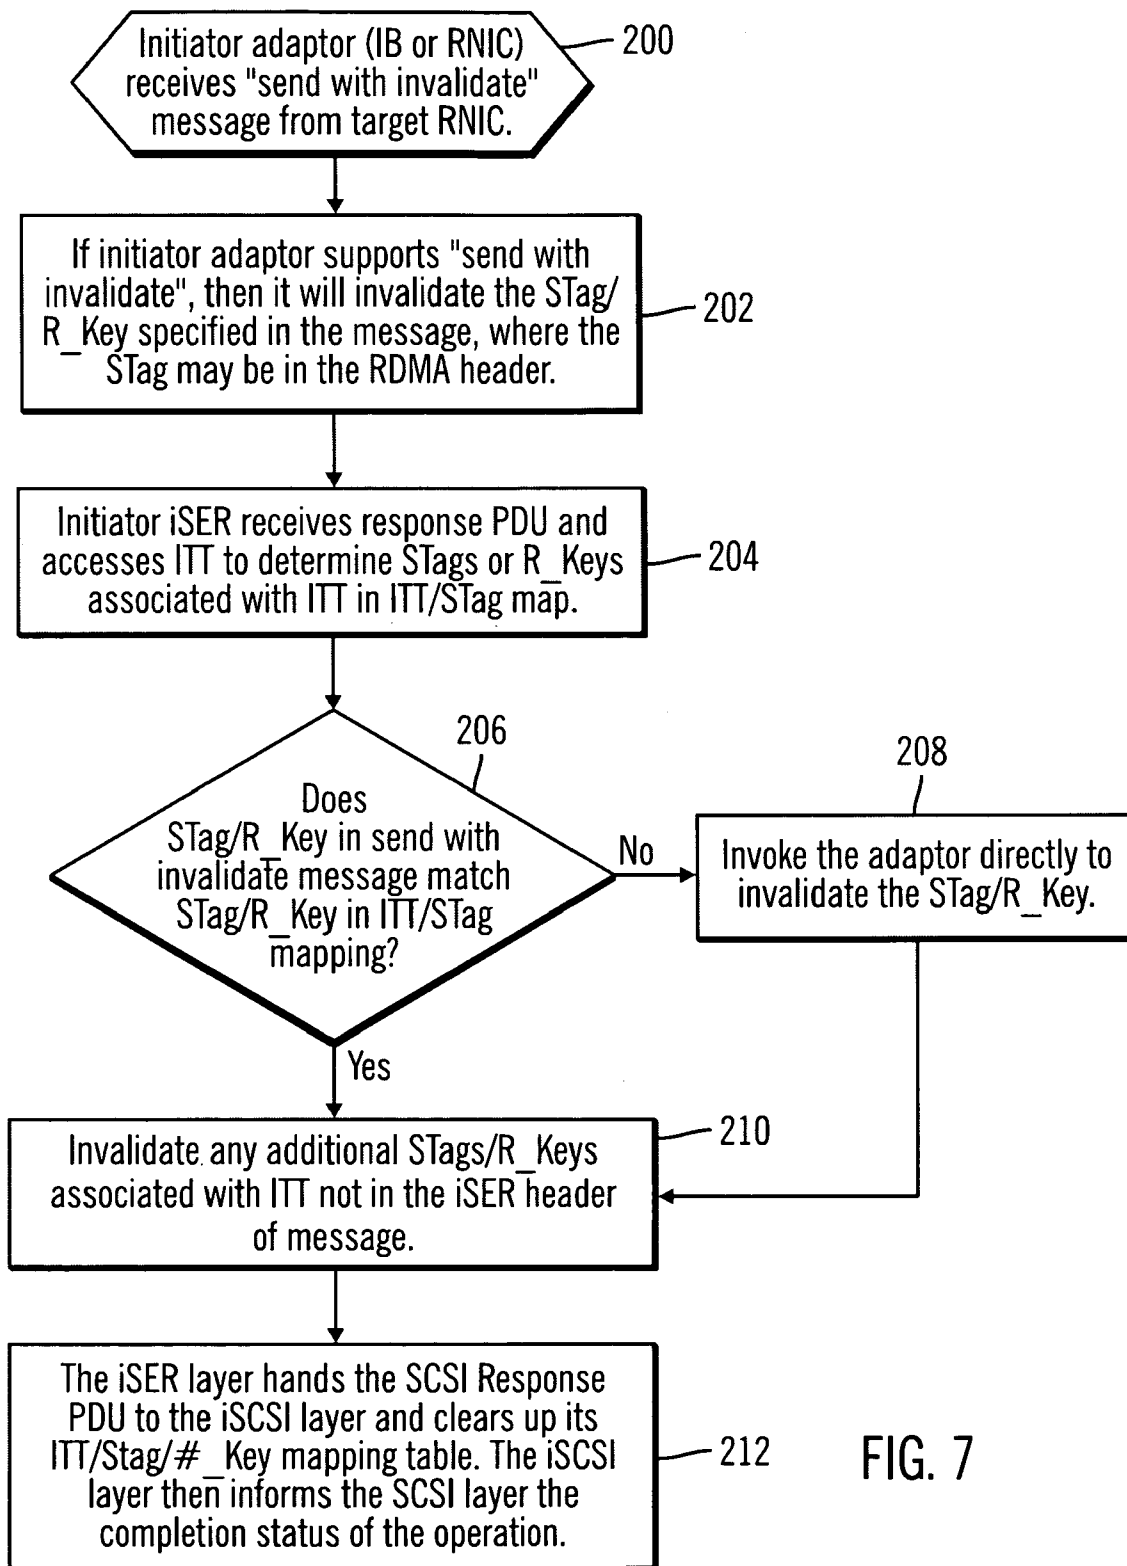 Initiator adaptor (IB or RNIC)
receives "send with invalidate"
message from target RNIC.
200
If initiator adaptor supports "send with
invalidate", then it will invalidate the STag/
R_Key specified in the message, where the
STag may be in the RDMA header.
202
Initiator iSER receives response PDU and
accesses ITT to determine STags or R_Keys
associated with ITT in ITT/STag map.
204
206
Does
STag/R_Key in send with
invalidate message match
STag/R_Key in ITT/STag
mapping?
No
208
Invoke the adaptor directly to
invalidate the STag/R_Key.
Yes
210
Invalidate any additional STags/R_Keys
associated with ITT not in the iSER header
of message.
The iSER layer hands the SCSI Response
PDU to the iSCSI layer and clears up its
ITT/Stag/#_Key mapping table. The iSCSI
layer then informs the SCSI layer the
completion status of the operation.
212
FIG. 7